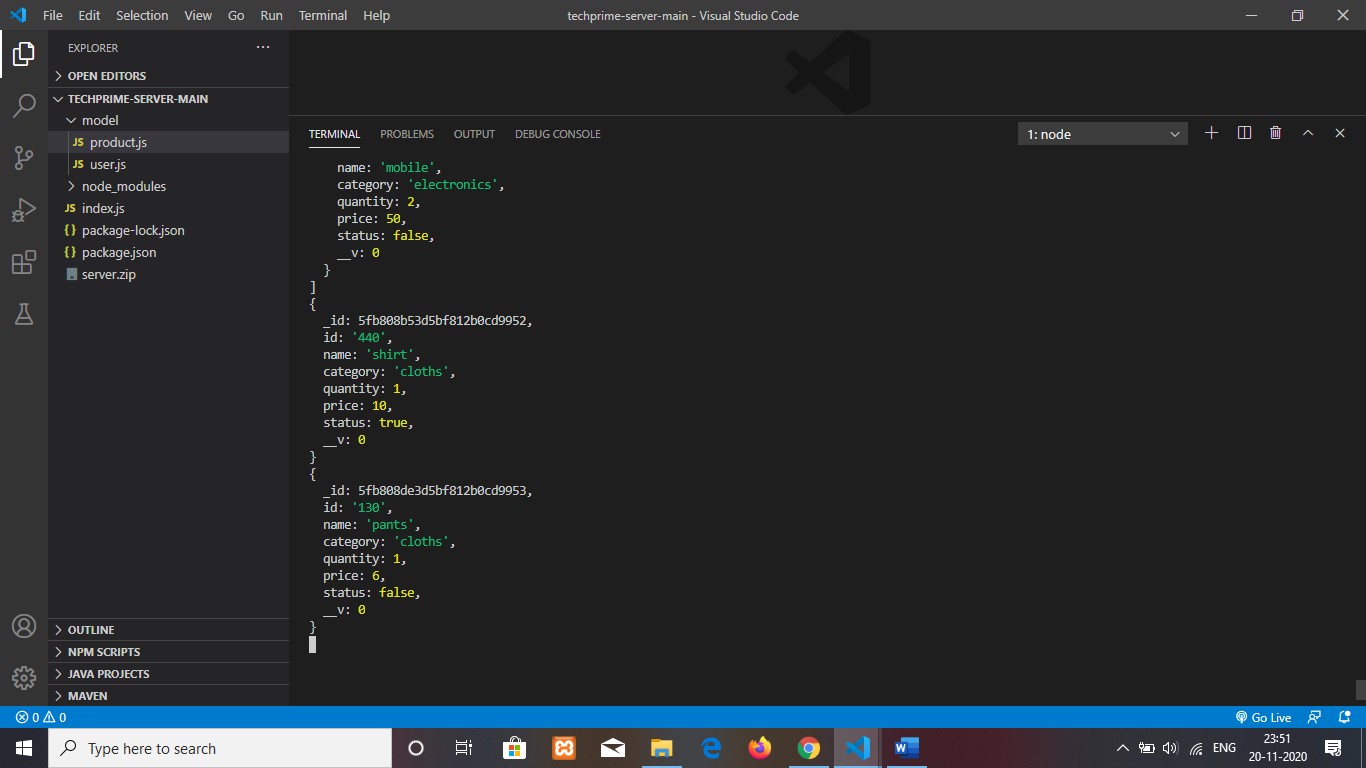 File Edit Selection View Go Run Terminal Help
techprime-server-main - Visual Studio Code
EXPLORER
OPEN EDITORS
TECHPRIME-SERVER-MAIN
model
JS product.js
JS user.js
node_modules
JS index.js
{} package-lock.json
{} package.json
server.zip
OUTLINE
NPM SCRIPTS
JAVA PROJECTS
MAVEN
TERMINAL PROBLEMS OUTPUT DEBUG CONSOLE
1: node
name: 'mobile',
category: 'electronics',
quantity: 2,
price: 50,
status: false,
__v: 0
}
]
{
_id: 5fb808b53d5bf812b0cd9952,
id: '440',
name: 'shirt',
category: 'cloths',
quantity: 1,
price: 10,
status: true,
__v: 0
}
{
_id: 5fb808de3d5bf812b0cd9953,
id: '130',
name: 'pants',
category: 'cloths',
quantity: 1,
price: 6,
status: false,
__v: 0
}
0 0
Go Live
Type here to search
ENG
23:51
20-11-2020